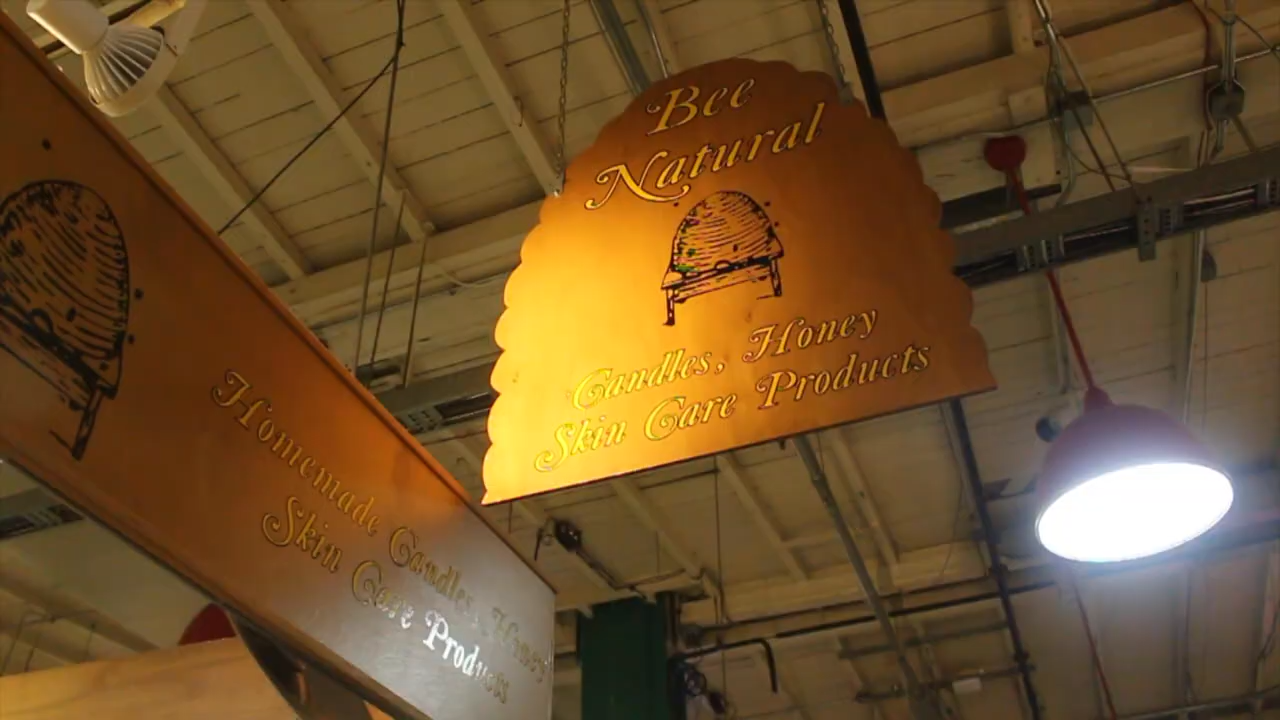 Bee
Natural
Candles, Honey
Skin Care Products
Homemade Candles, Honey
Skin Care Products